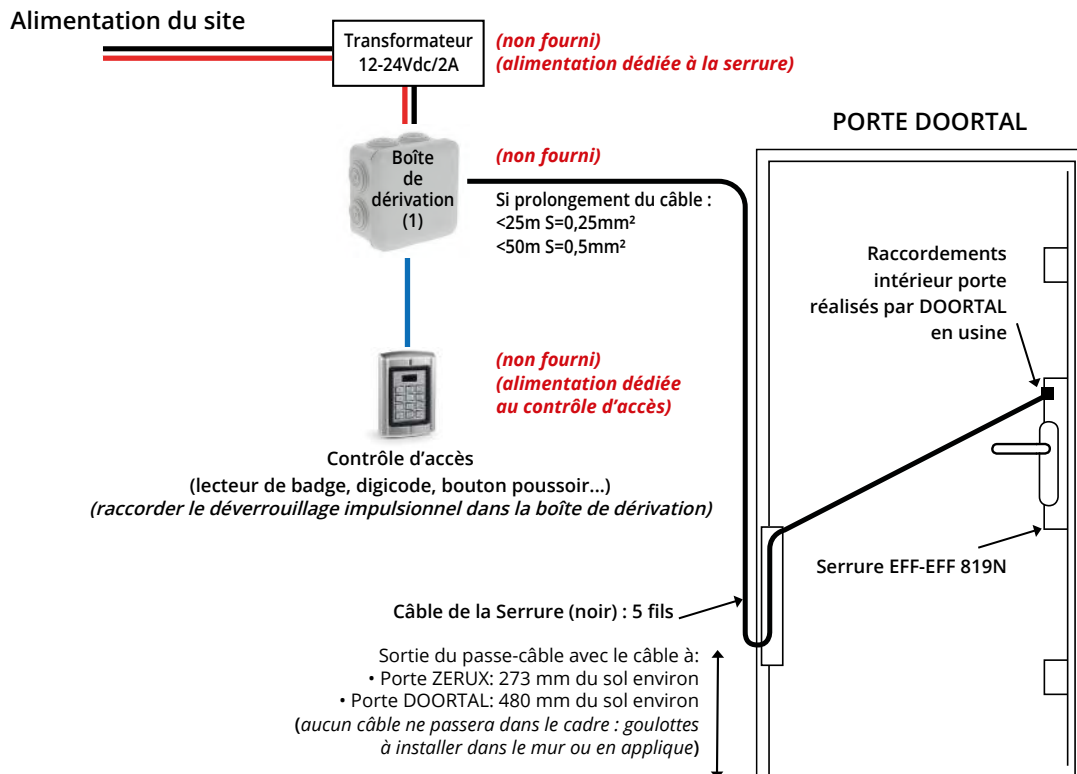 Alimentation du site
Transformateur
12-24Vdc/2A
(non fourni)
(alimentation dédiée à la serrure)
PORTE DOORTAL
Boîte
de
dérivation
(1)
(non fourni)
Si prolongement du câble :
<25m S=0,25mm²
<50m S=0,5mm²
Raccordements
intérieur porte
réalisés par DOORTAL
en usine
(non fourni)
(alimentation dédiée
au contrôle d’accès)
Contrôle d’accès
(lecteur de badge, digicode, bouton poussoir...)
(raccorder le déverrouillage impulsionnel dans la boîte de dérivation)
Serrure EFF-EFF 819N
Câble de la Serrure (noir) : 5 fils
Sortie du passe-câble avec le câble à:
• Porte ZERUX: 273 mm du sol environ
• Porte DOORTAL: 480 mm du sol environ
(aucun câble ne passera dans le cadre : goulottes
à installer dans le mur ou en applique)